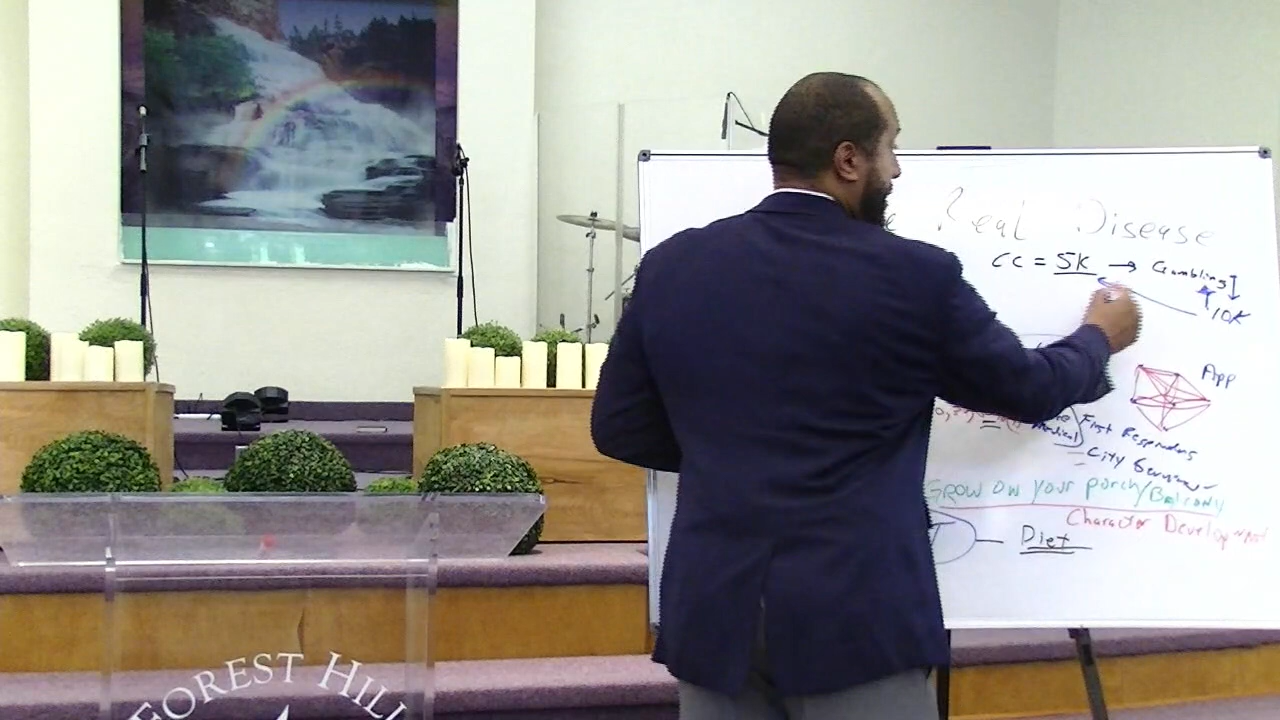 Real Disease
CC = 5K → Gambling
10K
App
First Responders
City
GROW ON YOUR porch/Balcony
Character Development
Diet
FOREST HILL